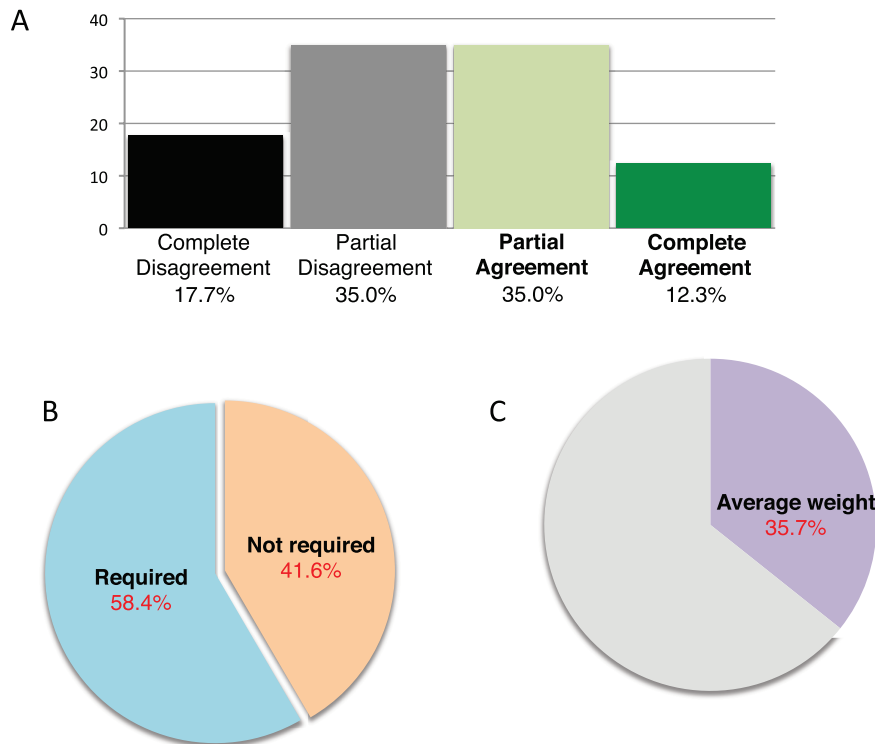 A
40
30
20
10
0
Complete
Disagreement
17.7%
Partial
Disagreement
35.0%
Partial
Agreement
35.0%
Complete
Agreement
12.3%
B
Required
58.4%
Not required
41.6%
C
Average weight
35.7%